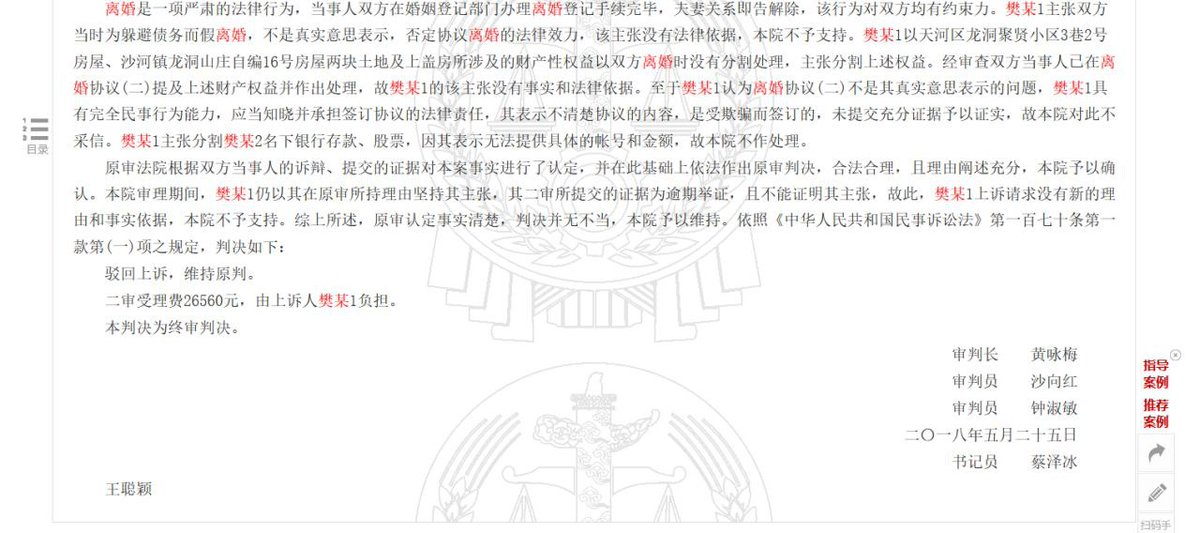 离婚是一项严肃的法律行为，当事人双方在婚姻登记部门办理离婚登记手续完毕，夫妻关系即告解除，该行为对双方均有约束力。樊某1主张双方
当时为躲避债务而假离婚，不是真实意思表示，否定协议离婚的法律效力，该主张没有法律依据，本院不予支持。樊某1以天河区龙洞聚贤小区3巷2号
房屋、沙河镇龙洞山庄自编16号房屋两块土地及上盖房所涉及的财产性权益以双方离婚时没有分割处理，主张分割上述权益。经审查双方当事人已在离
婚协议(二)提及上述财产权益并作出处理，故樊某1的该主张没有事实和法律依据。至于樊某1认为离婚协议(二)不是其真实意思表示的问题，樊某1具
有完全民事行为能力，应当知晓并承担签订协议的法律责任，其表示不清楚协议的内容，是受欺骗而签订的，未提交充分证据予以证实，故本院对此不
采信。樊某1主张分割樊某2名下银行存款、股票，因其表示无法提供具体的帐号和金额，故本院不作处理。
原审法院根据双方当事人的诉辩、提交的证据对本案事实进行了认定，并在此基础上依法作出原审判决，合法合理，且理由阐述充分，本院予以确
认。本院审理期间，樊某1仍以其在原审所持理由坚持其主张，其二审所提交的证据为逾期举证，且不能证明其主张，故此，樊某1上诉请求没有新的理
由和事实依据，本院不予支持。综上所述，原审认定事实清楚，判决并无不当，本院予以维持。依照《中华人民共和国民事诉讼法》第一百七十条第一
款第(一)项之规定，判决如下：
驳回上诉，维持原判。
二审受理费26560元，由上诉人樊某1负担。
本判决为终审判决。
审判长 黄咏梅
审判员 沙向红
审判员 钟淑敏
二〇一八年五月二十五日
书记员 蔡泽冰
王聪颖
1
2
3
目录
指导
案例
推荐
案例
扫码手